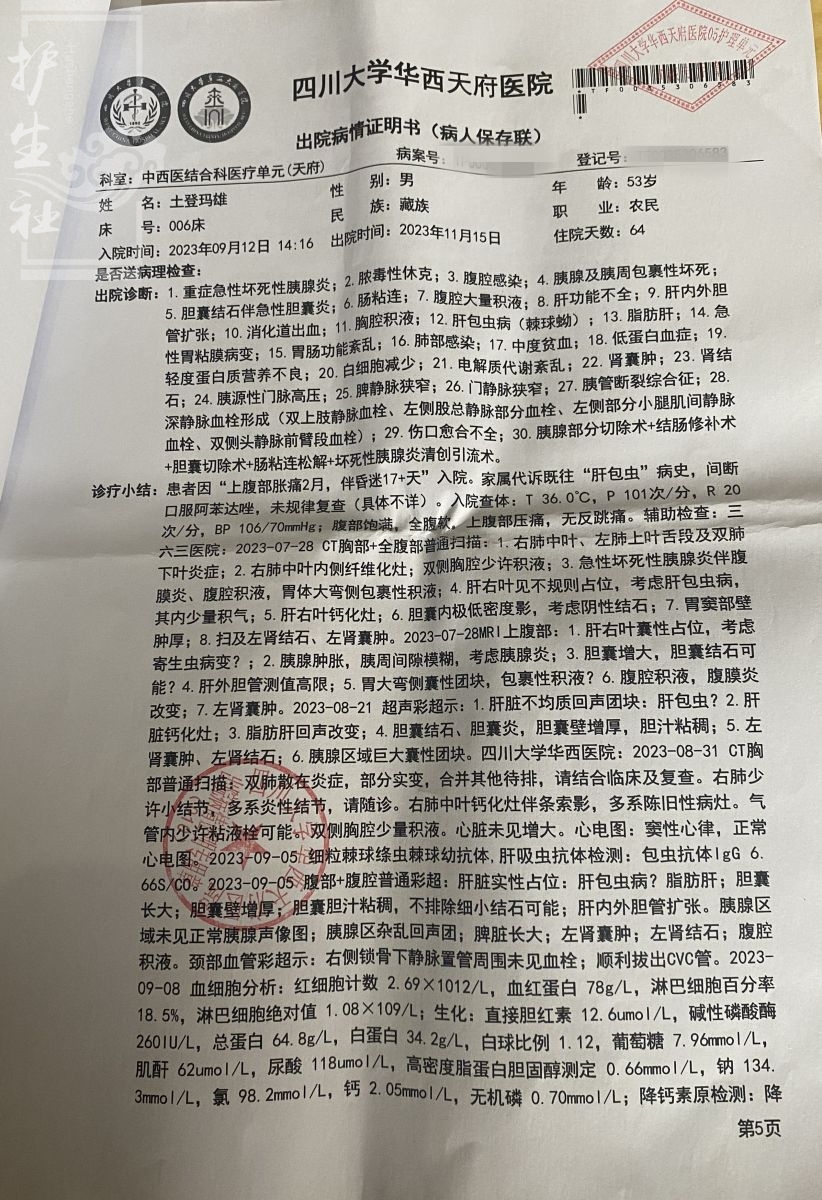 护生社
四川大学华西天府医院05护理单元
四川大学华西天府医院
出院病情证明书（病人保存联）
科室：中西医结合科医疗单元(天府)
病案号：
登记号：
姓 名：土登玛雄 性 别：男 年 龄：53岁
床 号：006床 民 族：藏族 职 业：农民
入院时间：2023年09月12日 14:16 出院时间：2023年11月15日 住院天数：64
是否送病理检查：
出院诊断：1.重症急性坏死性胰腺炎；2.脓毒性休克；3.腹腔感染；4.胰腺及胰周包裹性坏死；
5.胆囊结石伴急性胆囊炎；6.肠粘连；7.腹腔大量积液；8.肝功能不全；9.肝内外胆
管扩张；10.消化道出血；11.胸腔积液；12.肝包虫病（棘球蚴）；13.脂肪肝；14.急
性胃粘膜病变；15.胃肠功能紊乱；16.肺部感染；17.中度贫血；18.低蛋白血症；19.
轻度蛋白质营养不良；20.白细胞减少；21.电解质代谢紊乱；22.肾囊肿；23.肾结
石；24.胰源性门脉高压；25.脾静脉狭窄；26.门静脉狭窄；27.胰管断裂综合征；28.
深静脉血栓形成（双上肢静脉血栓、左侧股总静脉部分血栓、左侧部分小腿肌间静脉
血栓、双侧头静脉前臂段血栓）；29.伤口愈合不全；30.胰腺部分切除术+结肠修补术
+胆囊切除术+肠粘连松解+坏死性胰腺炎清创引流术。
诊疗小结：患者因“上腹部胀痛2月，伴昏迷17+天”入院。家属代诉既往“肝包虫”病史，间断
口服阿苯达唑，未规律复查（具体不详）。入院查体：T 36.0℃，P 101次/分，R 20
次/分，BP 106/70mmHg；腹部饱满，全腹软，上腹部压痛，无反跳痛。辅助检查：三
六三医院：2023-07-28 CT胸部+全腹部普通扫描：1.右肺中叶、左肺上叶舌段及双肺
下叶炎症；2.右肺中叶内侧纤维化灶；双侧胸腔少许积液；3.急性坏死性胰腺炎伴腹
膜炎、腹腔积液，胃体大弯侧包裹性积液；4.肝右叶见不规则占位，考虑肝包虫病，
其内少量积气；5.肝右叶钙化灶；6.胆囊内极低密度影，考虑阴性结石；7.胃窦部壁
肿厚；8.扫及左肾结石、左肾囊肿。2023-07-28MRI上腹部：1.肝右叶囊性占位，考虑
寄生虫病变？；2.胰腺肿胀，胰周间隙模糊，考虑胰腺炎；3.胆囊增大，胆囊结石可
能？4.肝外胆管测值高限；5.胃大弯侧囊性团块，包裹性积液？6.腹腔积液，腹膜炎
改变；7.左肾囊肿。2023-08-21 超声彩超示：1.肝脏不均质回声团块：肝包虫？2.肝
脏钙化灶；3.脂肪肝回声改变；4.胆囊结石、胆囊炎，胆囊壁增厚，胆汁粘稠；5.左
肾囊肿、左肾结石；6.胰腺区域巨大囊性团块。四川大学华西医院：2023-08-31 CT胸
部普通扫描：双肺散在炎症，部分实变，合并其他待排，请结合临床及复查。右肺少
许小结节，多系炎性结节，请随诊。右肺中叶钙化灶伴条索影，多系陈旧性病灶。气
管内少许粘液栓可能。双侧胸腔少量积液。心脏未见增大。心电图：窦性心律，正常
心电图。2023-09-05 细粒棘球绦虫棘球幼抗体,肝吸虫抗体检测：包虫抗体IgG 6.
66S/CO。2023-09-05 腹部+腹腔普通彩超：肝脏实性占位：肝包虫病？脂肪肝；胆囊
长大；胆囊壁增厚；胆囊胆汁粘稠，不排除细小结石可能；肝内外胆管扩张。胰腺区
域未见正常胰腺声像图；胰腺区杂乱回声团；脾脏长大；左肾囊肿；左肾结石；腹腔
积液。颈部血管彩超示：右侧锁骨下静脉置管周围未见血栓；顺利拔出CVC管。2023-
09-08 血细胞分析：红细胞计数 2.69×1012/L，血红蛋白 78g/L，淋巴细胞百分率
18.5%，淋巴细胞绝对值 1.08×109/L；生化：直接胆红素 12.6umol/L，碱性磷酸酶
260IU/L，总蛋白 64.8g/L，白蛋白 34.2g/L，白球比例 1.12，葡萄糖 7.96mmol/L，
肌酐 62umol/L，尿酸 118umol/L，高密度脂蛋白胆固醇测定 0.66mmol/L，钠 134.
3mmol/L，氯 98.2mmol/L，钙 2.05mmol/L，无机磷 0.70mmol/L；降钙素原检测：降
第5页